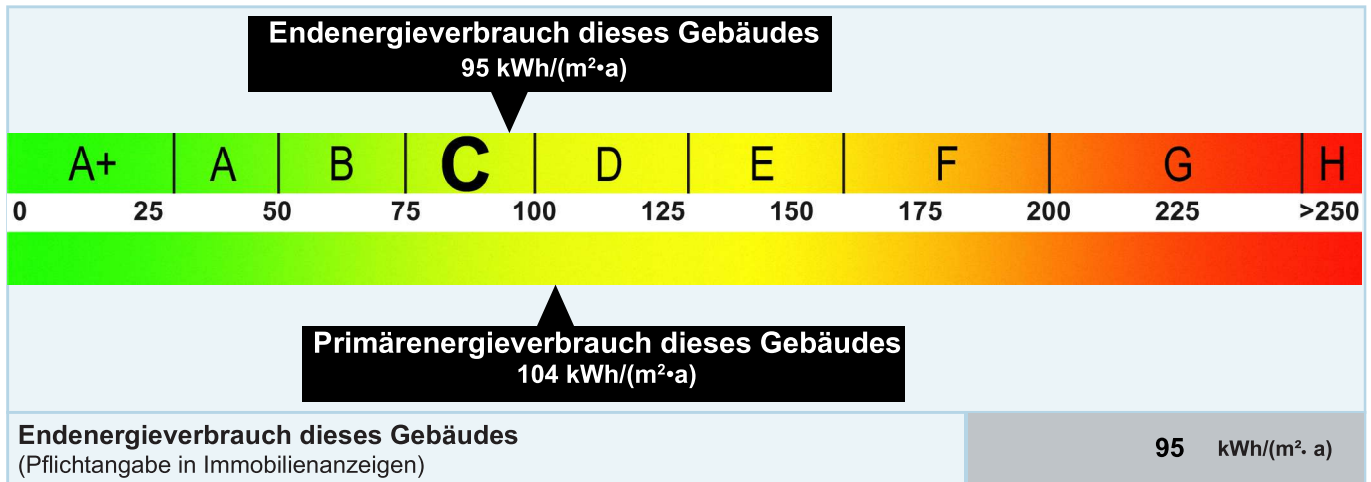 Endenergieverbrauch dieses Gebäudes
95 kWh/(m²•a)
A+ A B C D E F G H
0 25 50 75 100 125 150 175 200 225 >250
Primärenergieverbrauch dieses Gebäudes
104 kWh/(m²•a)
Endenergieverbrauch dieses Gebäudes
(Pflichtangabe in Immobilienanzeigen)
95 kWh/(m²· a)